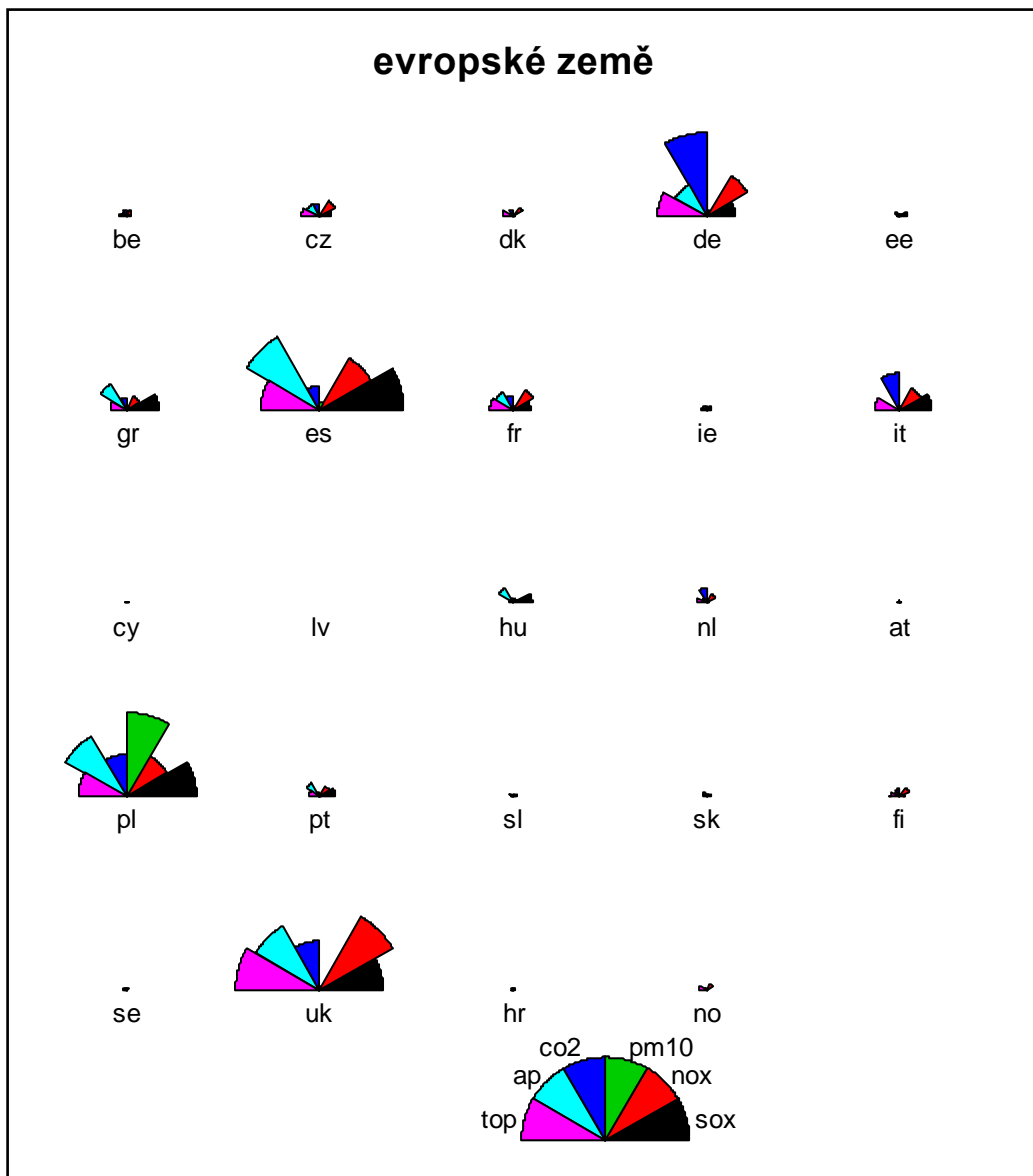 evropské země
be cz dk de ee
gr es fr ie it
cy lv hu nl at
pl pt sl sk fi
se uk hr no
co2 pm10
ap nox
top sox